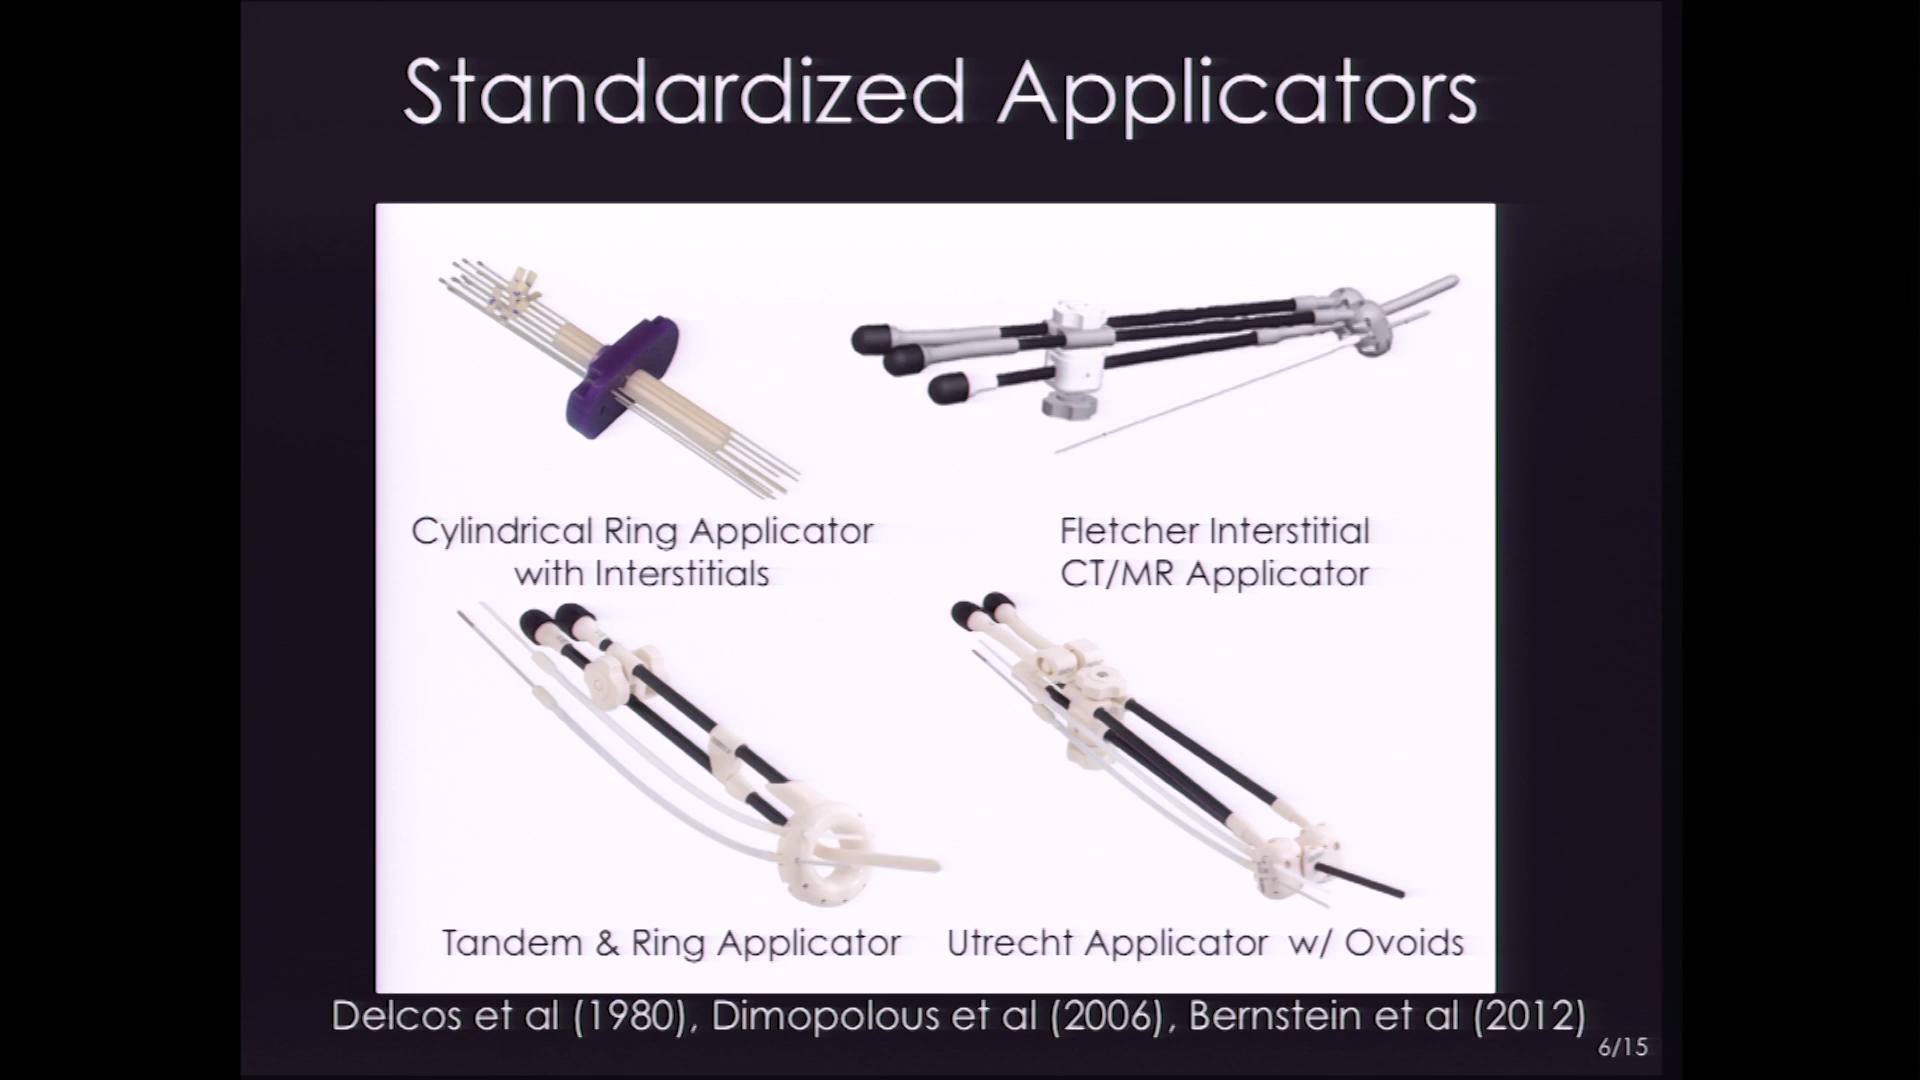 Standardized Applicators
Cylindrical Ring Applicator
with Interstitials
Fletcher Interstitial
CT/MR Applicator
Tandem & Ring Applicator
Utrecht Applicator w/ Ovoids
Delcos et al (1980), Dimopolous et al (2006), Bernstein et al (2012)
6/15